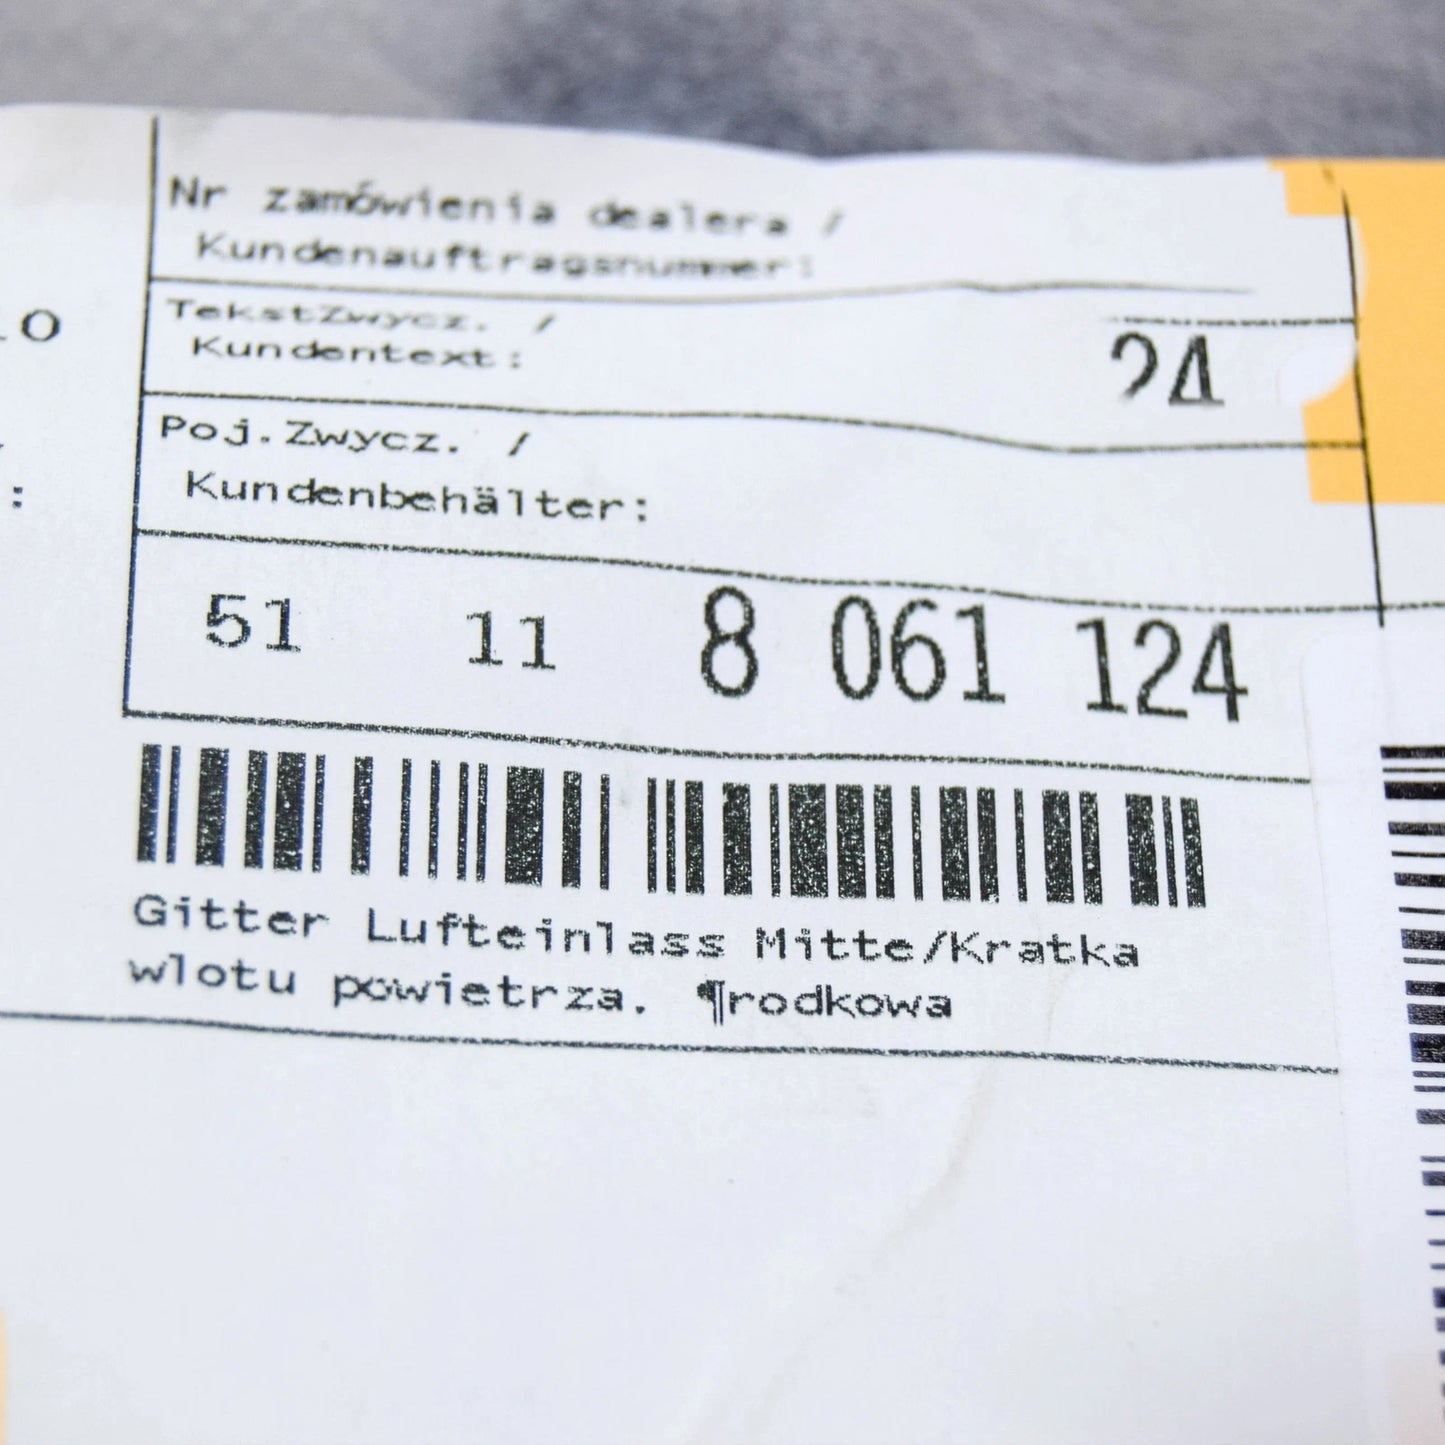 Nr zamówienia dealera /
Kundenauftragsnummer:
TekstZwycz. /
Kundentext:
24
Poj.Zwycz. /
Kundenbehälter:
51 11 8 061 124
Gitter Lufteinlass Mitte/Kratka
wlotu powietrza. ¶rodkowa